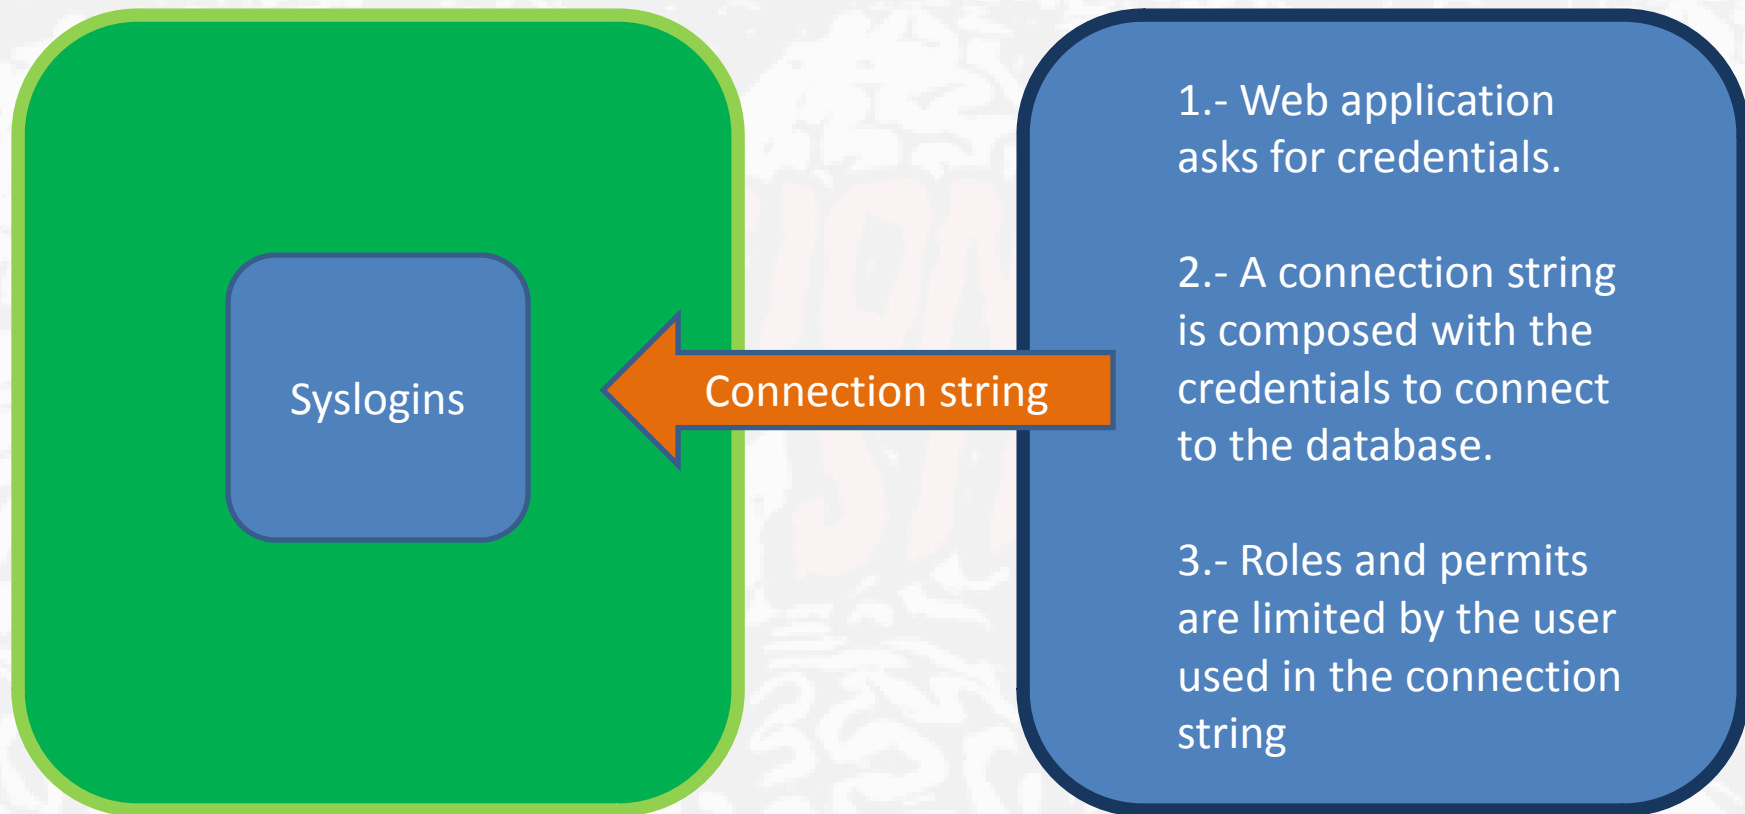 Syslogins
Connection string
1.- Web application
asks for credentials.
2.- A connection string
is composed with the
credentials to connect
to the database.
3.- Roles and permits
are limited by the user
used in the connection
string